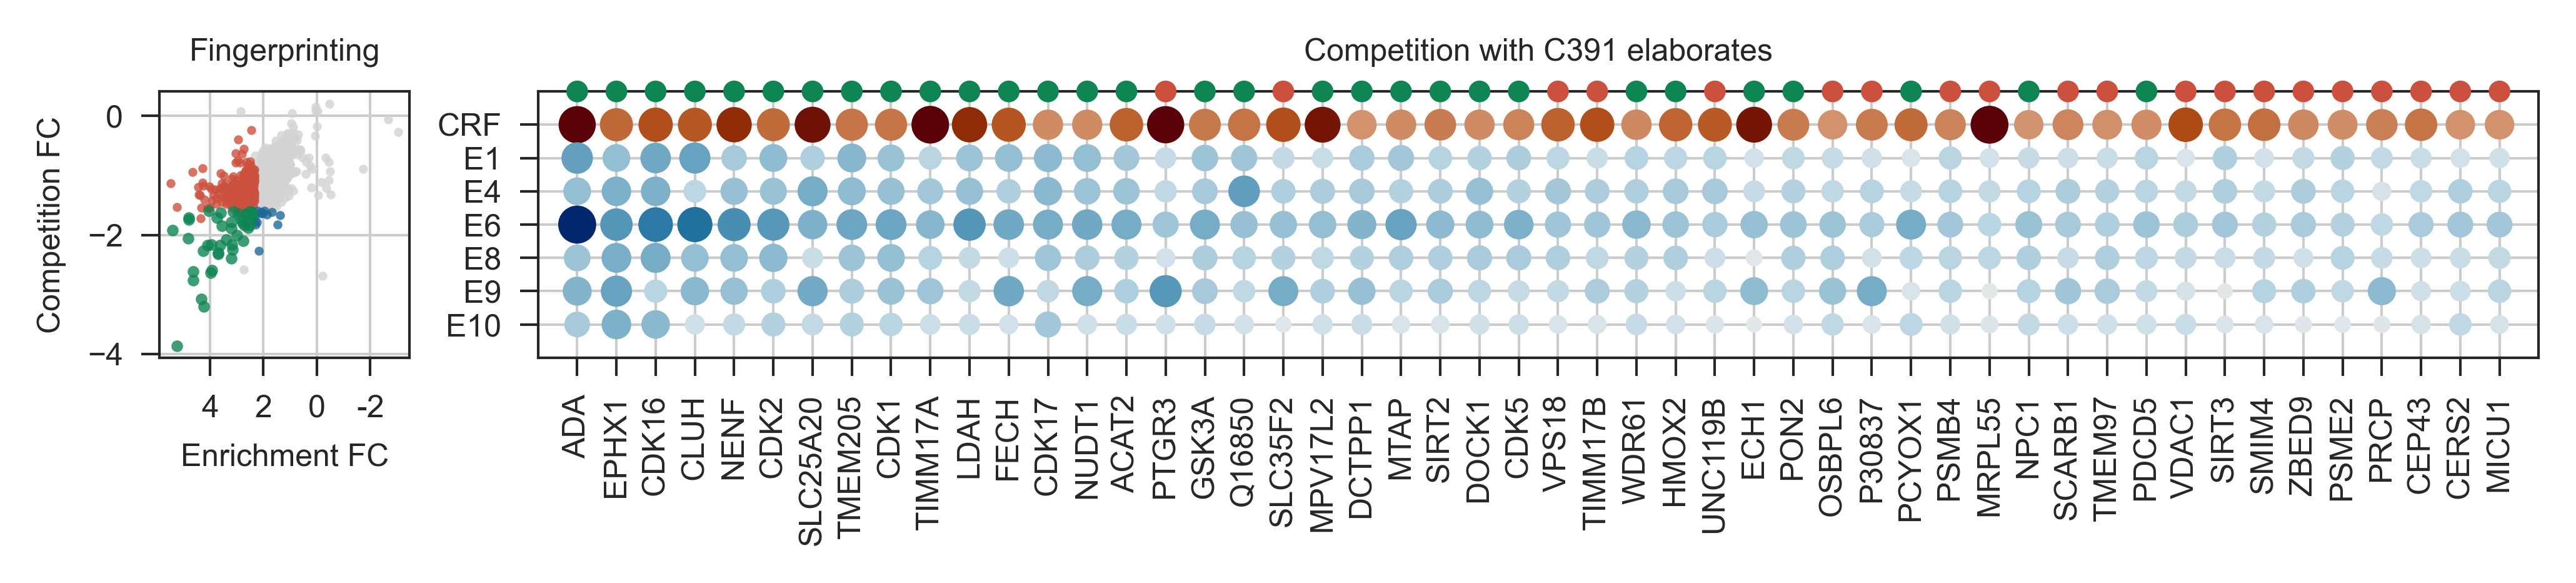 Fingerprinting
Competition with C391 elaborates
Competition FC
0
−2
−4
4 2 0 -2
Enrichment FC
CRF
E1
E4
E6
E8
E9
E10
ADA
EPHX1
CDK16
CLUH
NENF
CDK2
SLC25A20
TMEM205
CDK1
TIMM17A
LDAH
FECH
CDK17
NUDT1
ACAT2
PTGR3
GSK3A
Q16850
SLC35F2
MPV17L2
DCTPP1
MTAP
SIRT2
DOCK1
CDK5
VPS18
TIMM17B
WDR61
HMOX2
UNC119B
ECH1
PON2
OSBPL6
P30837
PCYOX1
PSMB4
MRPL55
NPC1
SCARB1
TMEM97
PDCD5
VDAC1
SIRT3
SMIM4
ZBED9
PSME2
PRCP
CEP43
CERS2
MICU1